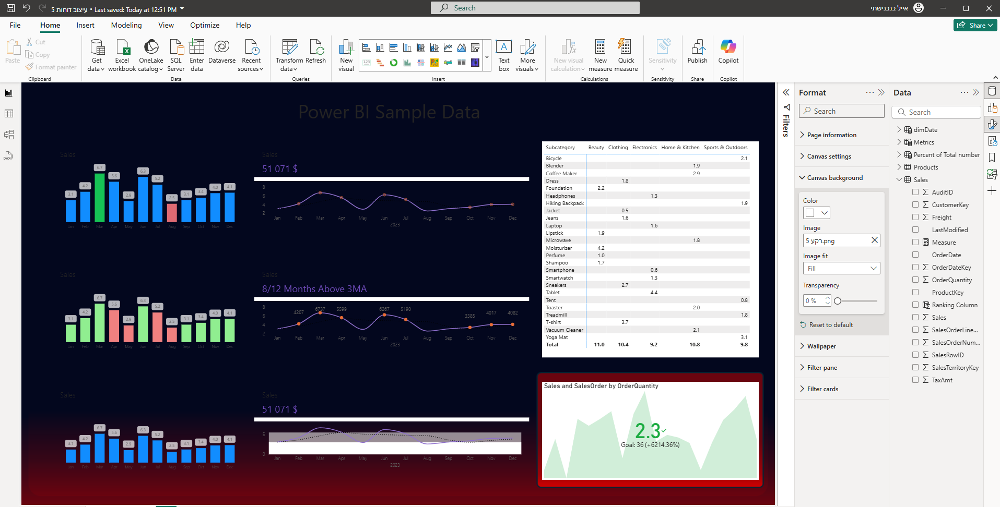 עיצוב דוחות 5 • Last saved: Today at 12:51 PM
Search
אייל בנבנישתי
File
Home
Insert
Modeling
View
Optimize
Help
Share
Paste
Cut
Copy
Format painter
Clipboard
Get data
Excel workbook
OneLake catalog
SQL Server
Enter data
Dataverse
Recent sources
Data
Transform data
Refresh
Queries
New visual
Text box
More visuals
Insert
New visual calculation
New measure
Quick measure
Calculations
Sensitivity
Sensitivity
Publish
Share
Copilot
Copilot
Power BI Sample Data
Sales
3.1 4.2 6.7 5.6 2.9 6.3 5.2 2.5 3.1 3.4 4.0 4.1
Jan Feb Mar Apr May Jun Jul Aug Sep Oct Nov Dec
Sales
51 071 $
8
6
4
2
Jan Feb Mar Apr May Jun Jul Aug Sep Oct Nov Dec
2023
Sales
3.1 4.2 6.7 5.6 2.9 6.3 5.2 2.5 3.1 3.4 4.0 4.1
Jan Feb Mar Apr May Jun Jul Aug Sep Oct Nov Dec
Sales
8/12 Months Above 3MA
8
6
4
2
4207 6737 5599 6267 5190 3385 4017 4082
Jan Feb Mar Apr May Jun Jul Aug Sep Oct Nov Dec
2023
Sales
3.1 4.2 6.7 5.6 2.9 6.3 5.2 2.5 3.1 3.4 4.0 4.1
Jan Feb Mar Apr May Jun Jul Aug Sep Oct Nov Dec
Sales
51 071 $
5
0
Jan Feb Mar Apr May Jun Jul Aug Sep Oct Nov Dec
2023
Subcategory Beauty Clothing Electronics Home & Kitchen Sports & Outdoors
Bicycle 2.1
Blender 1.9
Coffee Maker 2.9
Dress 1.8
Foundation 2.2
Headphones 1.3
Hiking Backpack 1.9
Jacket 0.5
Jeans 1.6
Laptop 1.6
Lipstick 1.9
Microwave 1.8
Moisturizer 4.2
Perfume 1.0
Shampoo 1.7
Smartphone 0.6
Smartwatch 1.3
Sneakers 2.7
Tablet 4.4
Tent 0.8
Toaster 2.0
Treadmill 1.8
T-shirt 3.7
Vacuum Cleaner 2.1
Yoga Mat 3.1
Total 11.0 10.4 9.2 10.8 9.8
Sales and SalesOrder by OrderQuantity
2.3
Goal: 36 (+6214.36%)
Filters
Format
Search
Page information
Canvas settings
Canvas background
Color
Image
רקע 5.png
Image fit
Fill
Transparency
0 %
Reset to default
Wallpaper
Filter pane
Filter cards
Data
Search
dimDate
Metrics
Percent of Total number
Products
Sales
AuditID
CustomerKey
Freight
LastModified
Measure
OrderDate
OrderDateKey
OrderQuantity
ProductKey
Ranking Column
Sales
SalesOrderLine...
SalesOrderNum...
SalesRowID
SalesTerritoryKey
TaxAmt